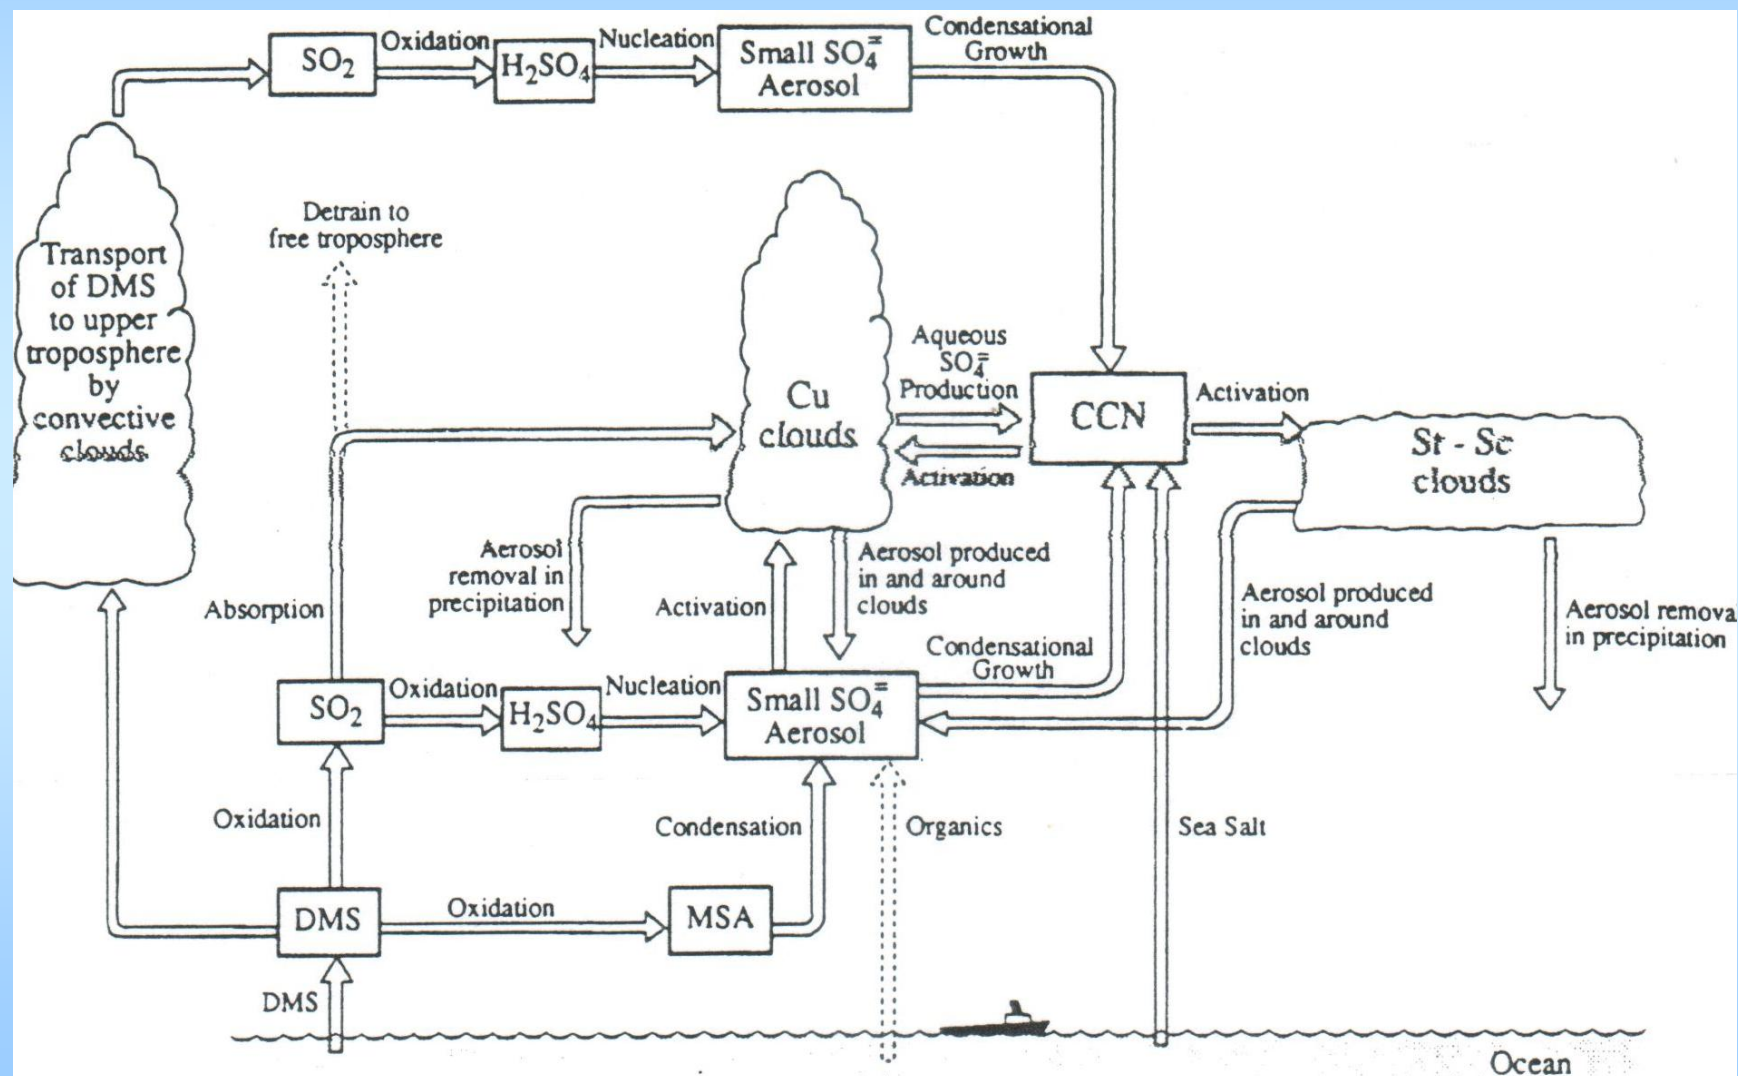 SO₂
Oxidation
H₂SO₄
Nucleation
Small SO₄⁼
Aerosol
Condensational
Growth
Detrain to
free troposphere
Transport
of DMS
to upper
troposphere
by
convective
clouds
Cu
clouds
Aqueous
SO₄⁼
Production
Activation
CCN
Activation
St - Sc
clouds
Aerosol
removal in
precipitation
Absorption
Activation
Aerosol produced
in and around
clouds
Condensational
Growth
Aerosol produced
in and around
clouds
Aerosol remova
in precipitation
SO₂
Oxidation
H₂SO₄
Nucleation
Small SO₄⁼
Aerosol
Oxidation
Condensation
Organics
Sea Salt
DMS
Oxidation
MSA
DMS
Ocean